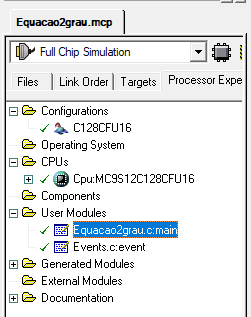 Equacao2grau.mcp
Full Chip Simulation
Files Link Order Targets Processor Expe
Configurations
C128CFU16
Operating System
CPUs
Cpu:MC9S12C128CFU16
Components
User Modules
Equacao2grau.c:main
Events.c:event
Generated Modules
External Modules
Documentation